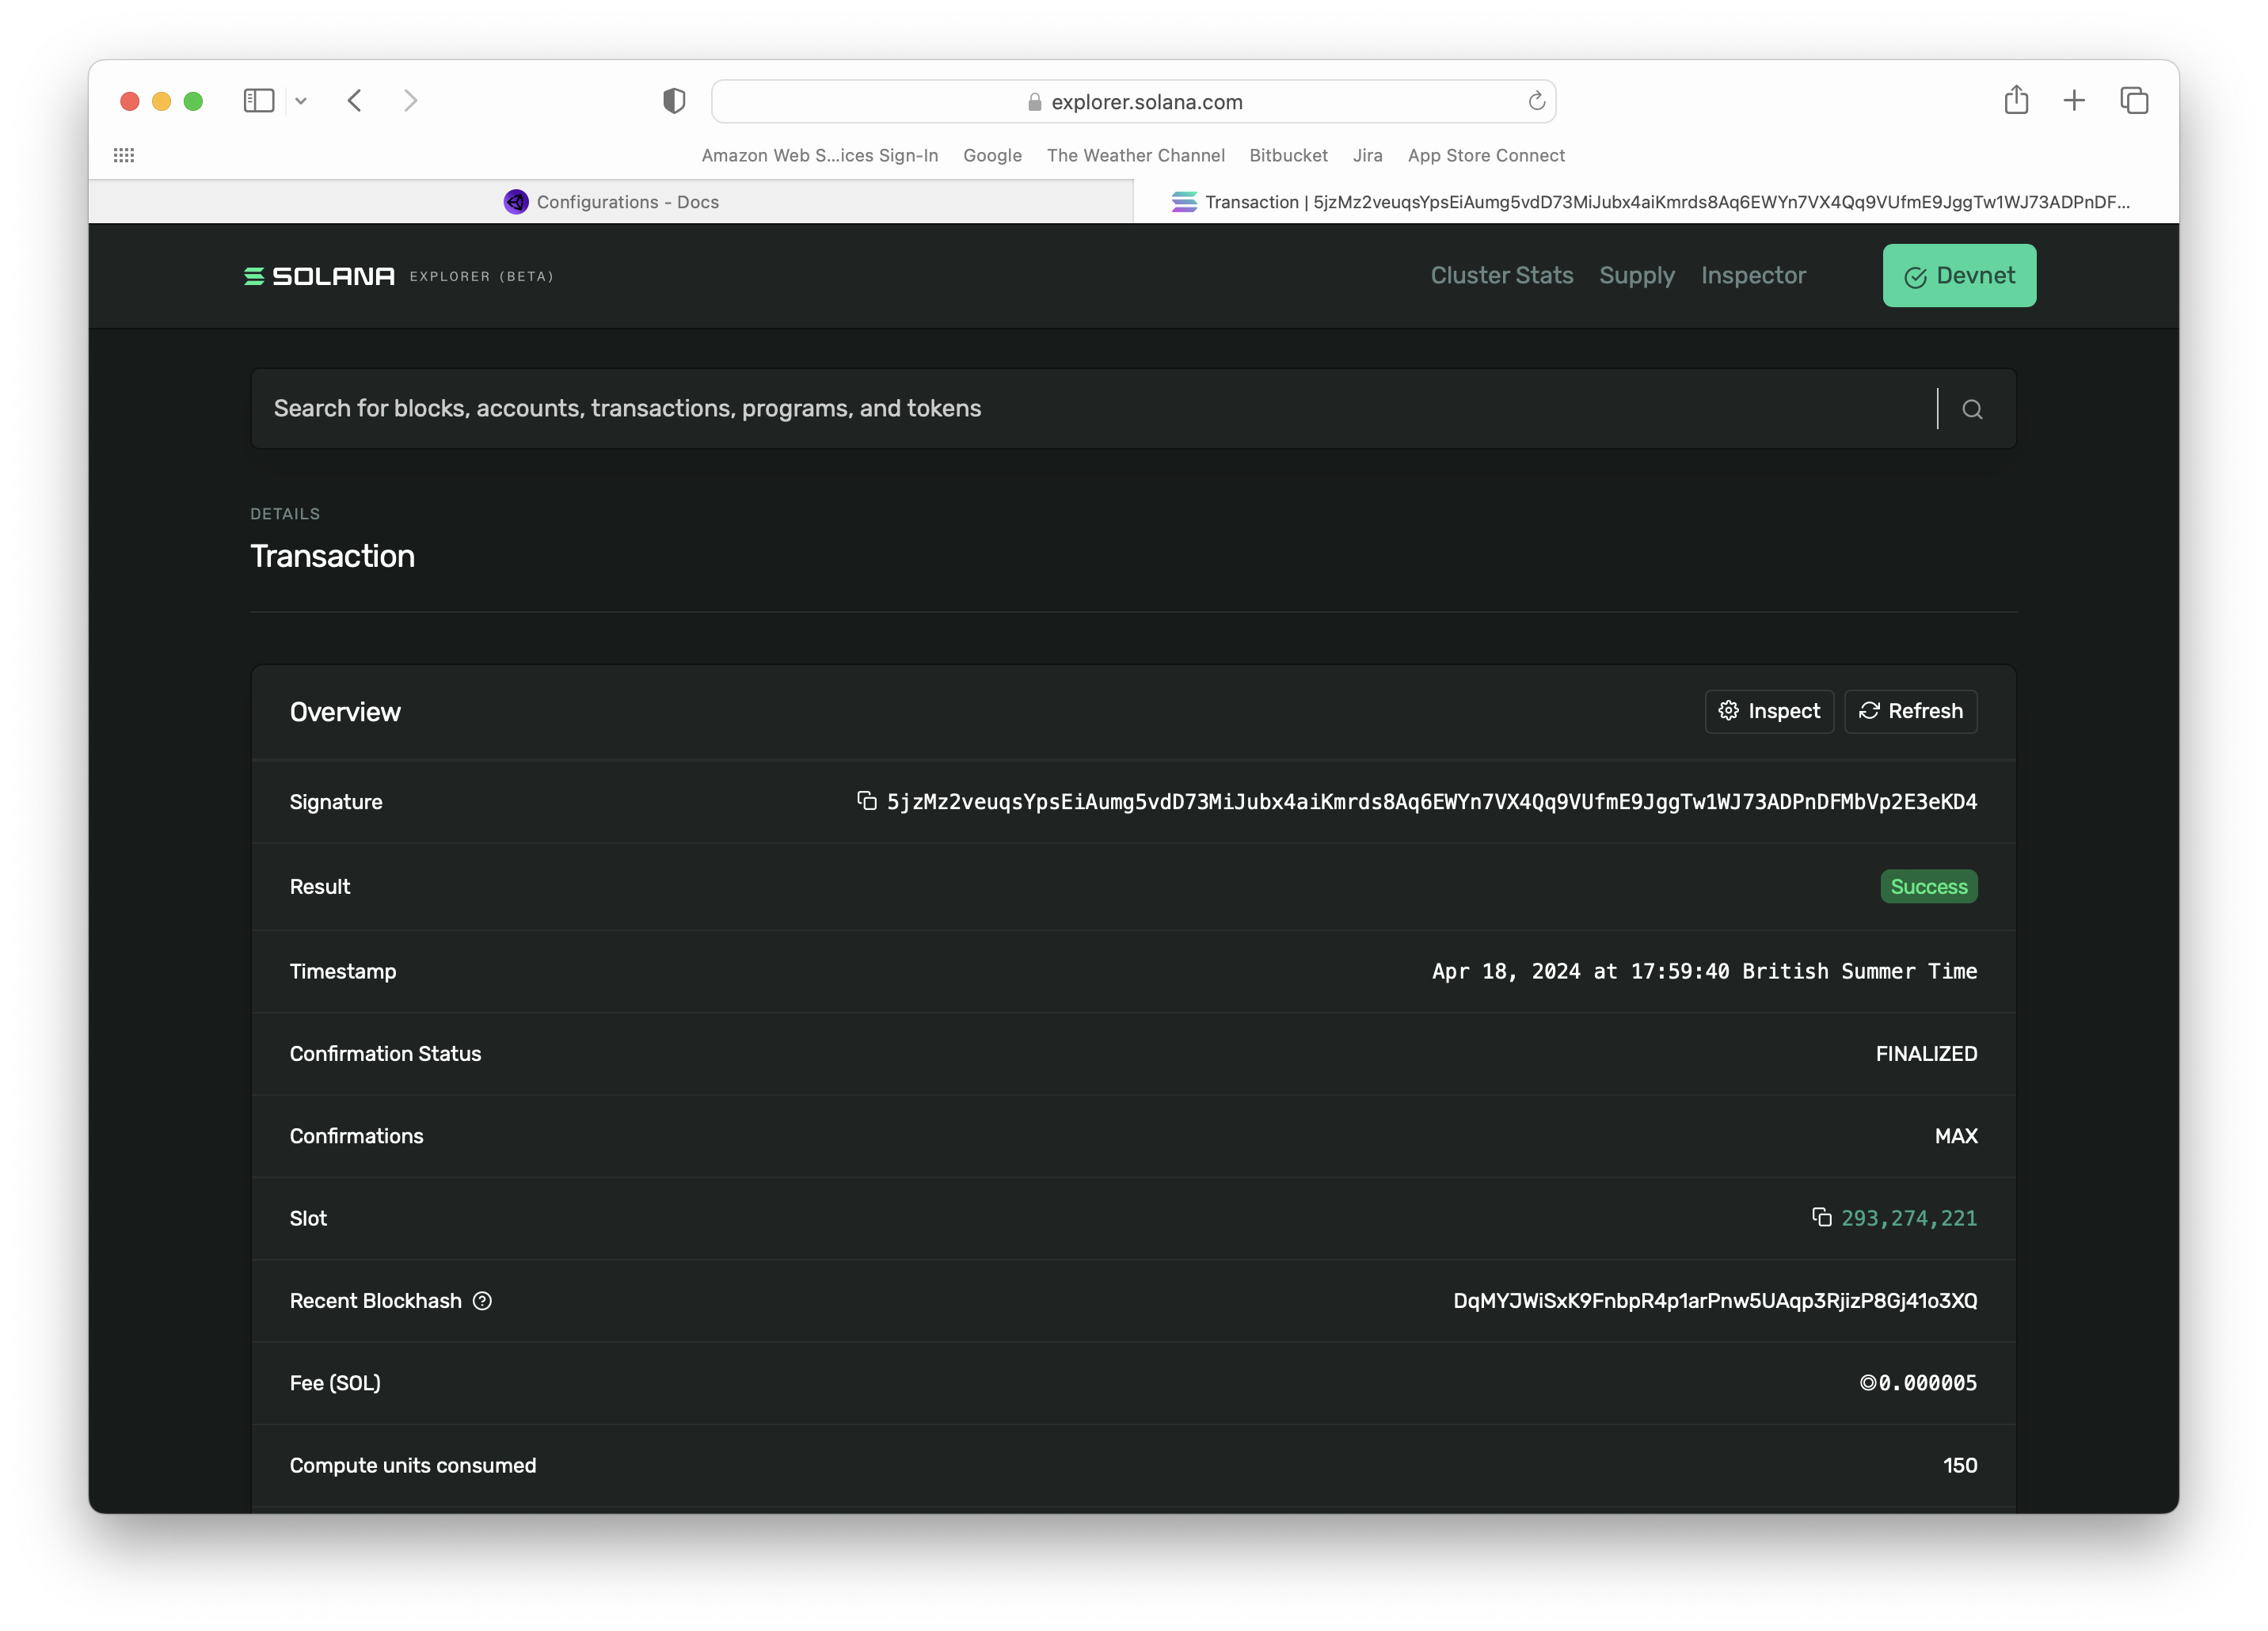 explorer.solana.com
Amazon Web S...ices Sign-In Google The Weather Channel Bitbucket Jira App Store Connect
Configurations - Docs
Transaction | 5jzMz2veuqsYpsEiAumg5vdD73MiJubx4aiKmrds8Aq6EWYn7VX4Qq9VUfmE9JggTw1WJ73ADPnDF...
SOLANA EXPLORER (BETA) Cluster Stats Supply Inspector Devnet
Search for blocks, accounts, transactions, programs, and tokens
DETAILS
Transaction
Overview Inspect Refresh
Signature 5jzMz2veuqsYpsEiAumg5vdD73MiJubx4aiKmrds8Aq6EWYn7VX4Qq9VUfmE9JggTw1WJ73ADPnDFMbVp2E3eKD4
Result Success
Timestamp Apr 18, 2024 at 17:59:40 British Summer Time
Confirmation Status FINALIZED
Confirmations MAX
Slot 293,274,221
Recent Blockhash DqMYJWiSxK9FnbpR4p1arPnw5UAqp3RjizP8Gj41o3XQ
Fee (SOL) ◎0.000005
Compute units consumed 150